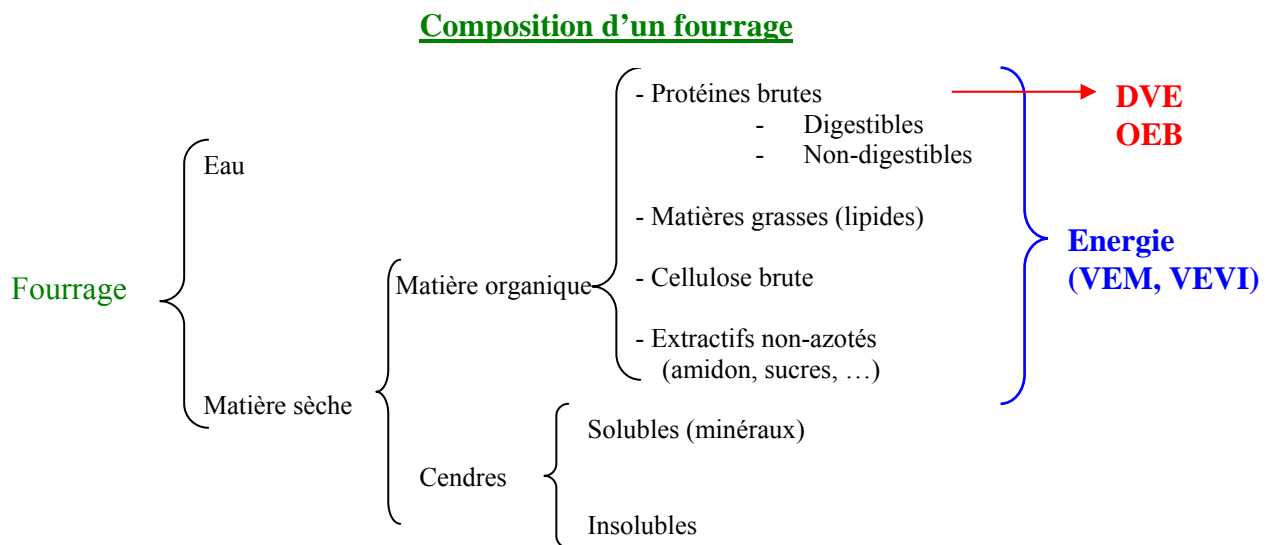 Composition d’un fourrage
- Protéines brutes
- Digestibles
- Non-digestibles
DVE
OEB
Eau
- Matières grasses (lipides)
Energie
(VEM, VEVI)
Fourrage
Matière organique
- Cellulose brute
- Extractifs non-azotés
(amidon, sucres, …)
Matière sèche
Solubles (minéraux)
Cendres
Insolubles